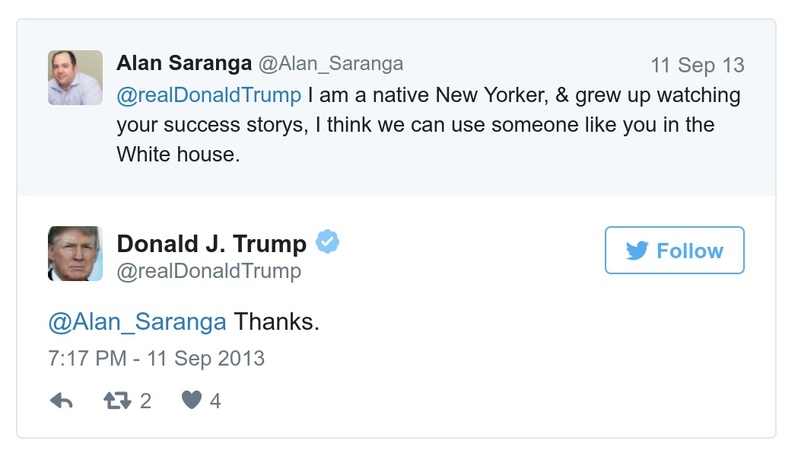 Alan Saranga @Alan_Saranga 11 Sep 13
@realDonaldTrump I am a native New Yorker, & grew up watching
your success storys, I think we can use someone like you in the
White house.
Donald J. Trump
@realDonaldTrump
Follow
@Alan_Saranga Thanks.
7:17 PM - 11 Sep 2013
2 4